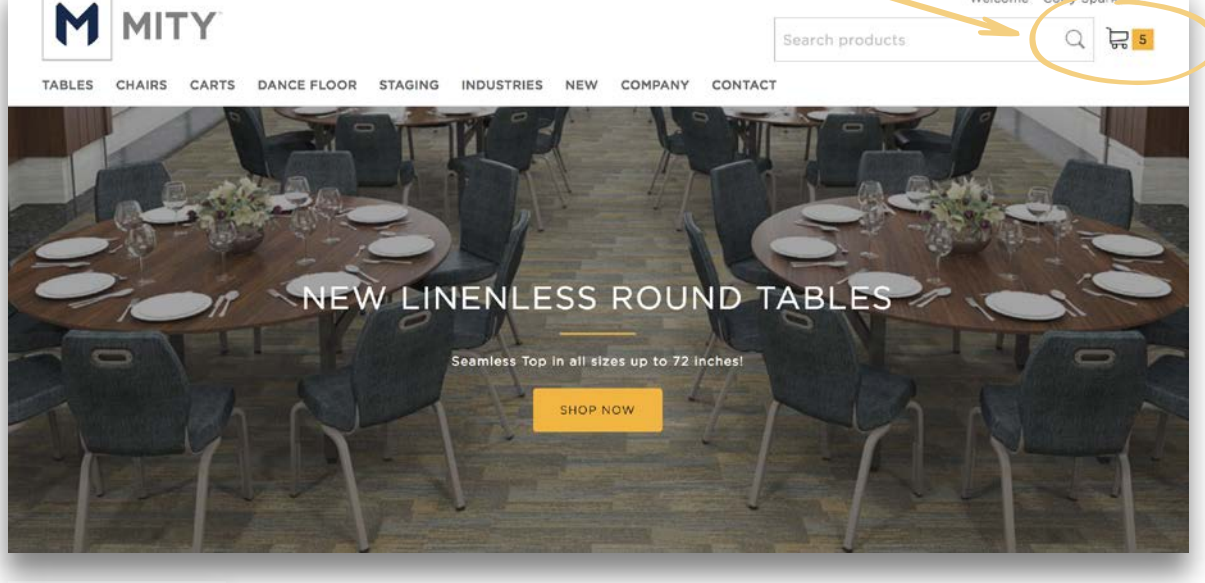 Welcome
M MITY
Search products
5
TABLES CHAIRS CARTS DANCE FLOOR STAGING INDUSTRIES NEW COMPANY CONTACT
NEW LINENLESS ROUND TABLES
Seamless Top in all sizes up to 72 inches!
SHOP NOW